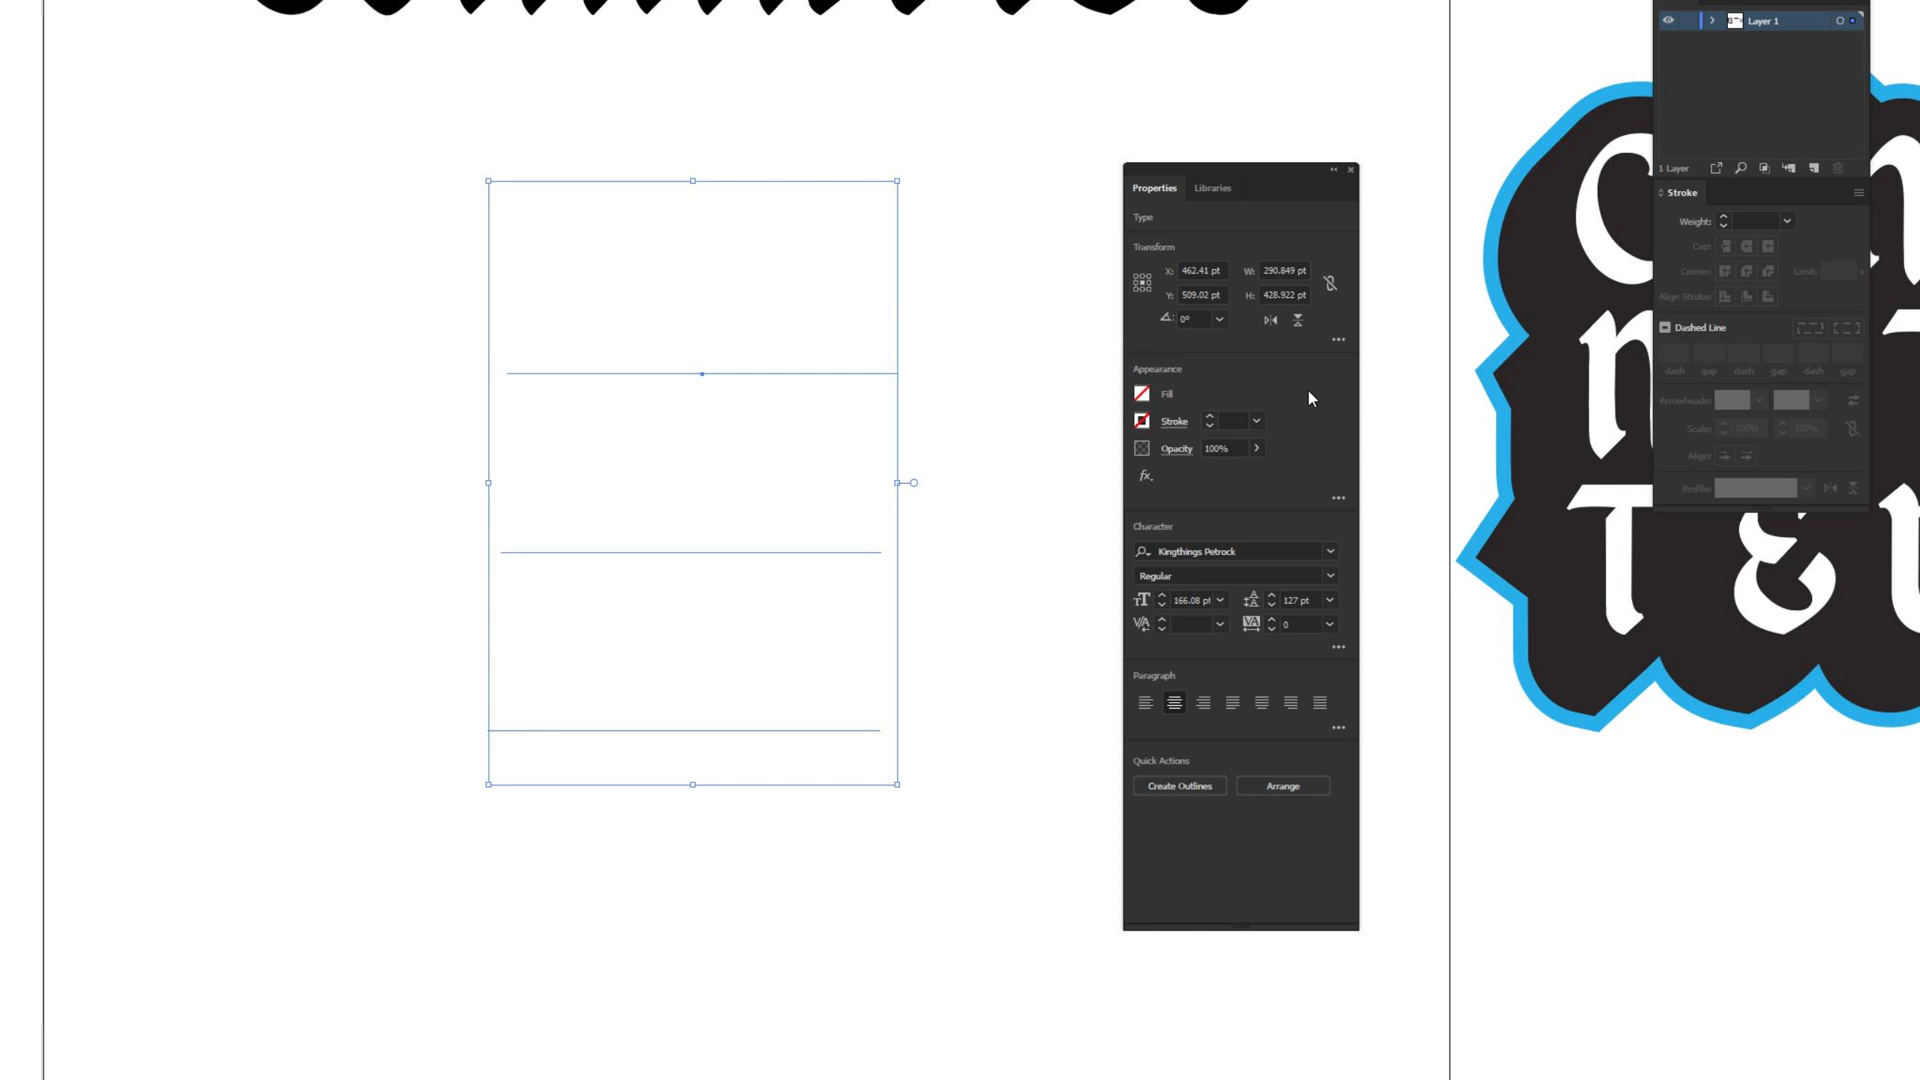 Layer 1
1 Layer
Stroke
Weight:
Cap:
Corner:
Limit:
Align Stroke:
Dashed Line
dash gap dash gap dash gap
Arrowheads:
Scale: 100% 100%
Align:
Profile:
Properties Libraries
Type
Transform
X: 462.41 pt W: 290.849 pt
Y: 509.02 pt H: 428.922 pt
0°
Appearance
Fill
Stroke
Opacity 100%
fx.
Character
Kingthings Petrock
Regular
166.08 pt 127 pt
0
Paragraph
Quick Actions
Create Outlines Arrange